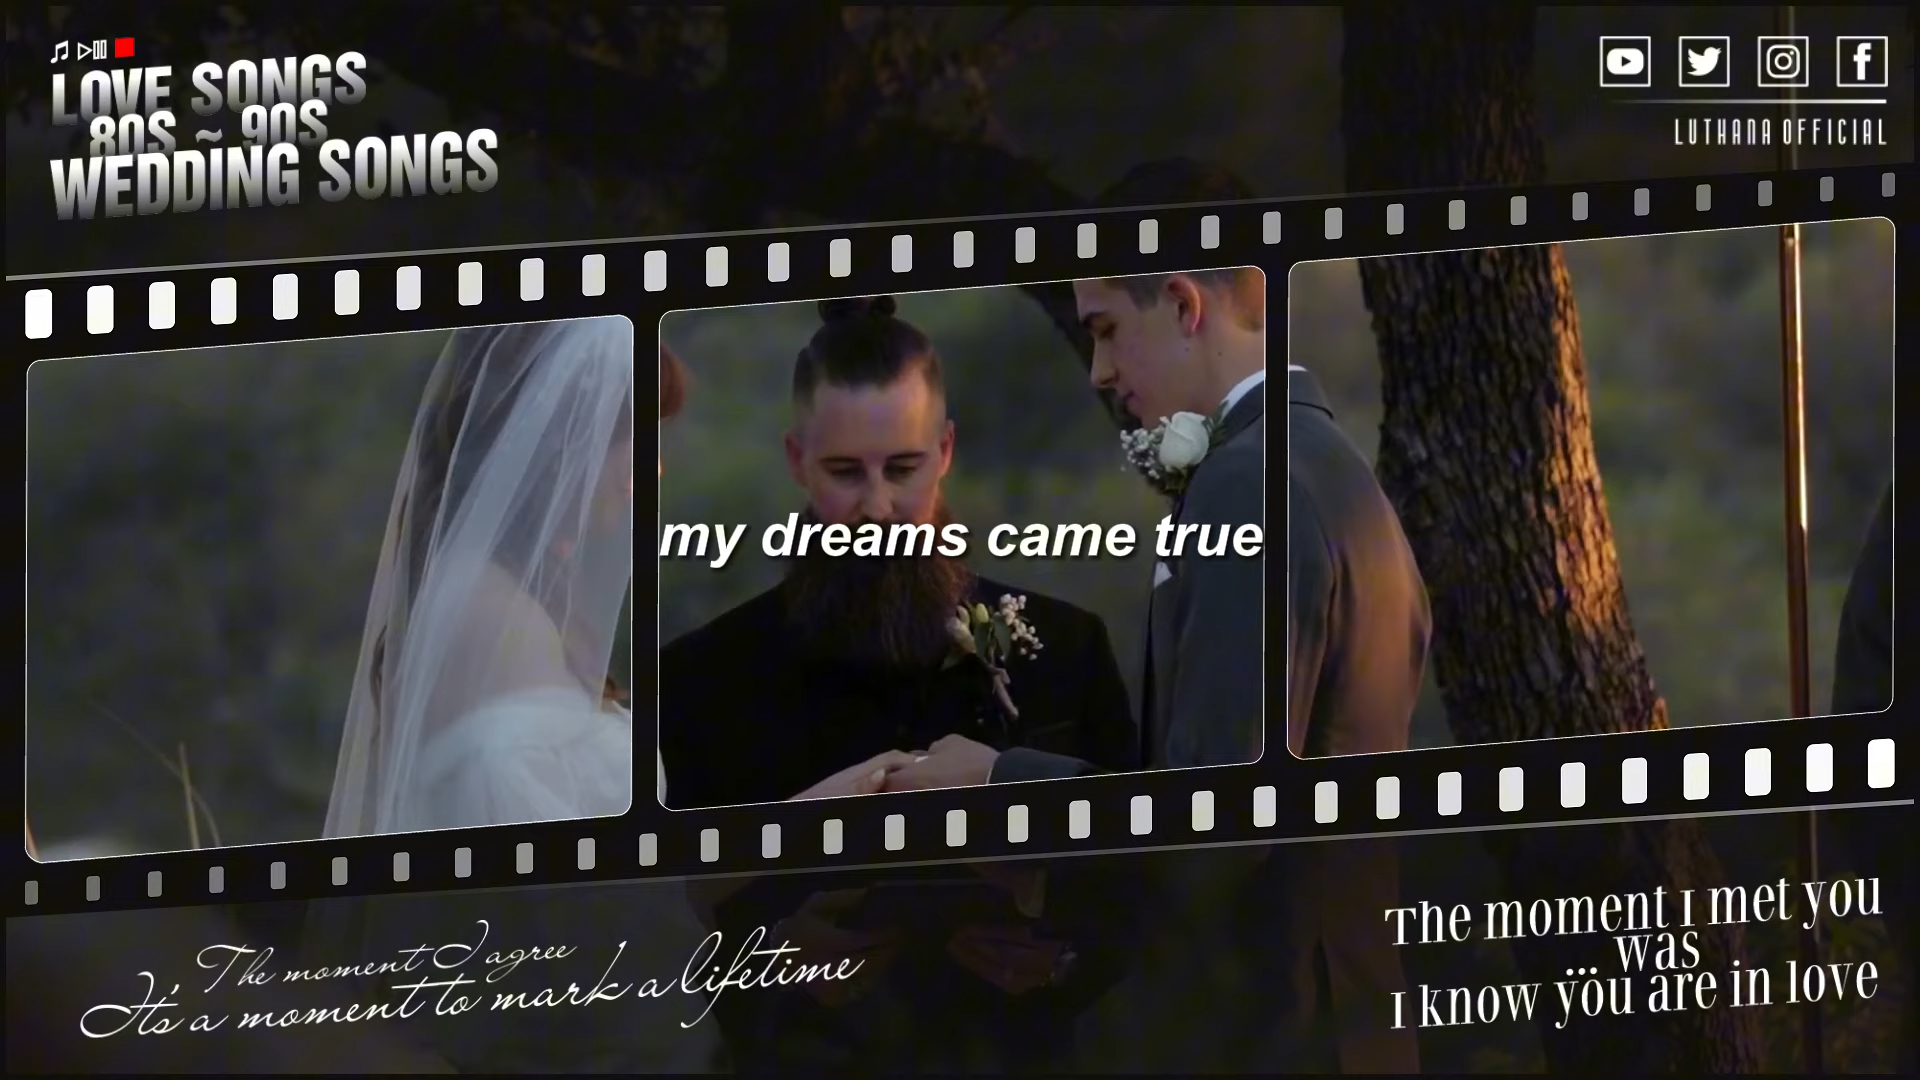 LOVE SONGS
80S ~ 90S
WEDDING SONGS
LUTHANA OFFICIAL
my dreams came true
The moment I agree
It's a moment to mark a lifetime
The moment I met you
was
I know yöu are in love